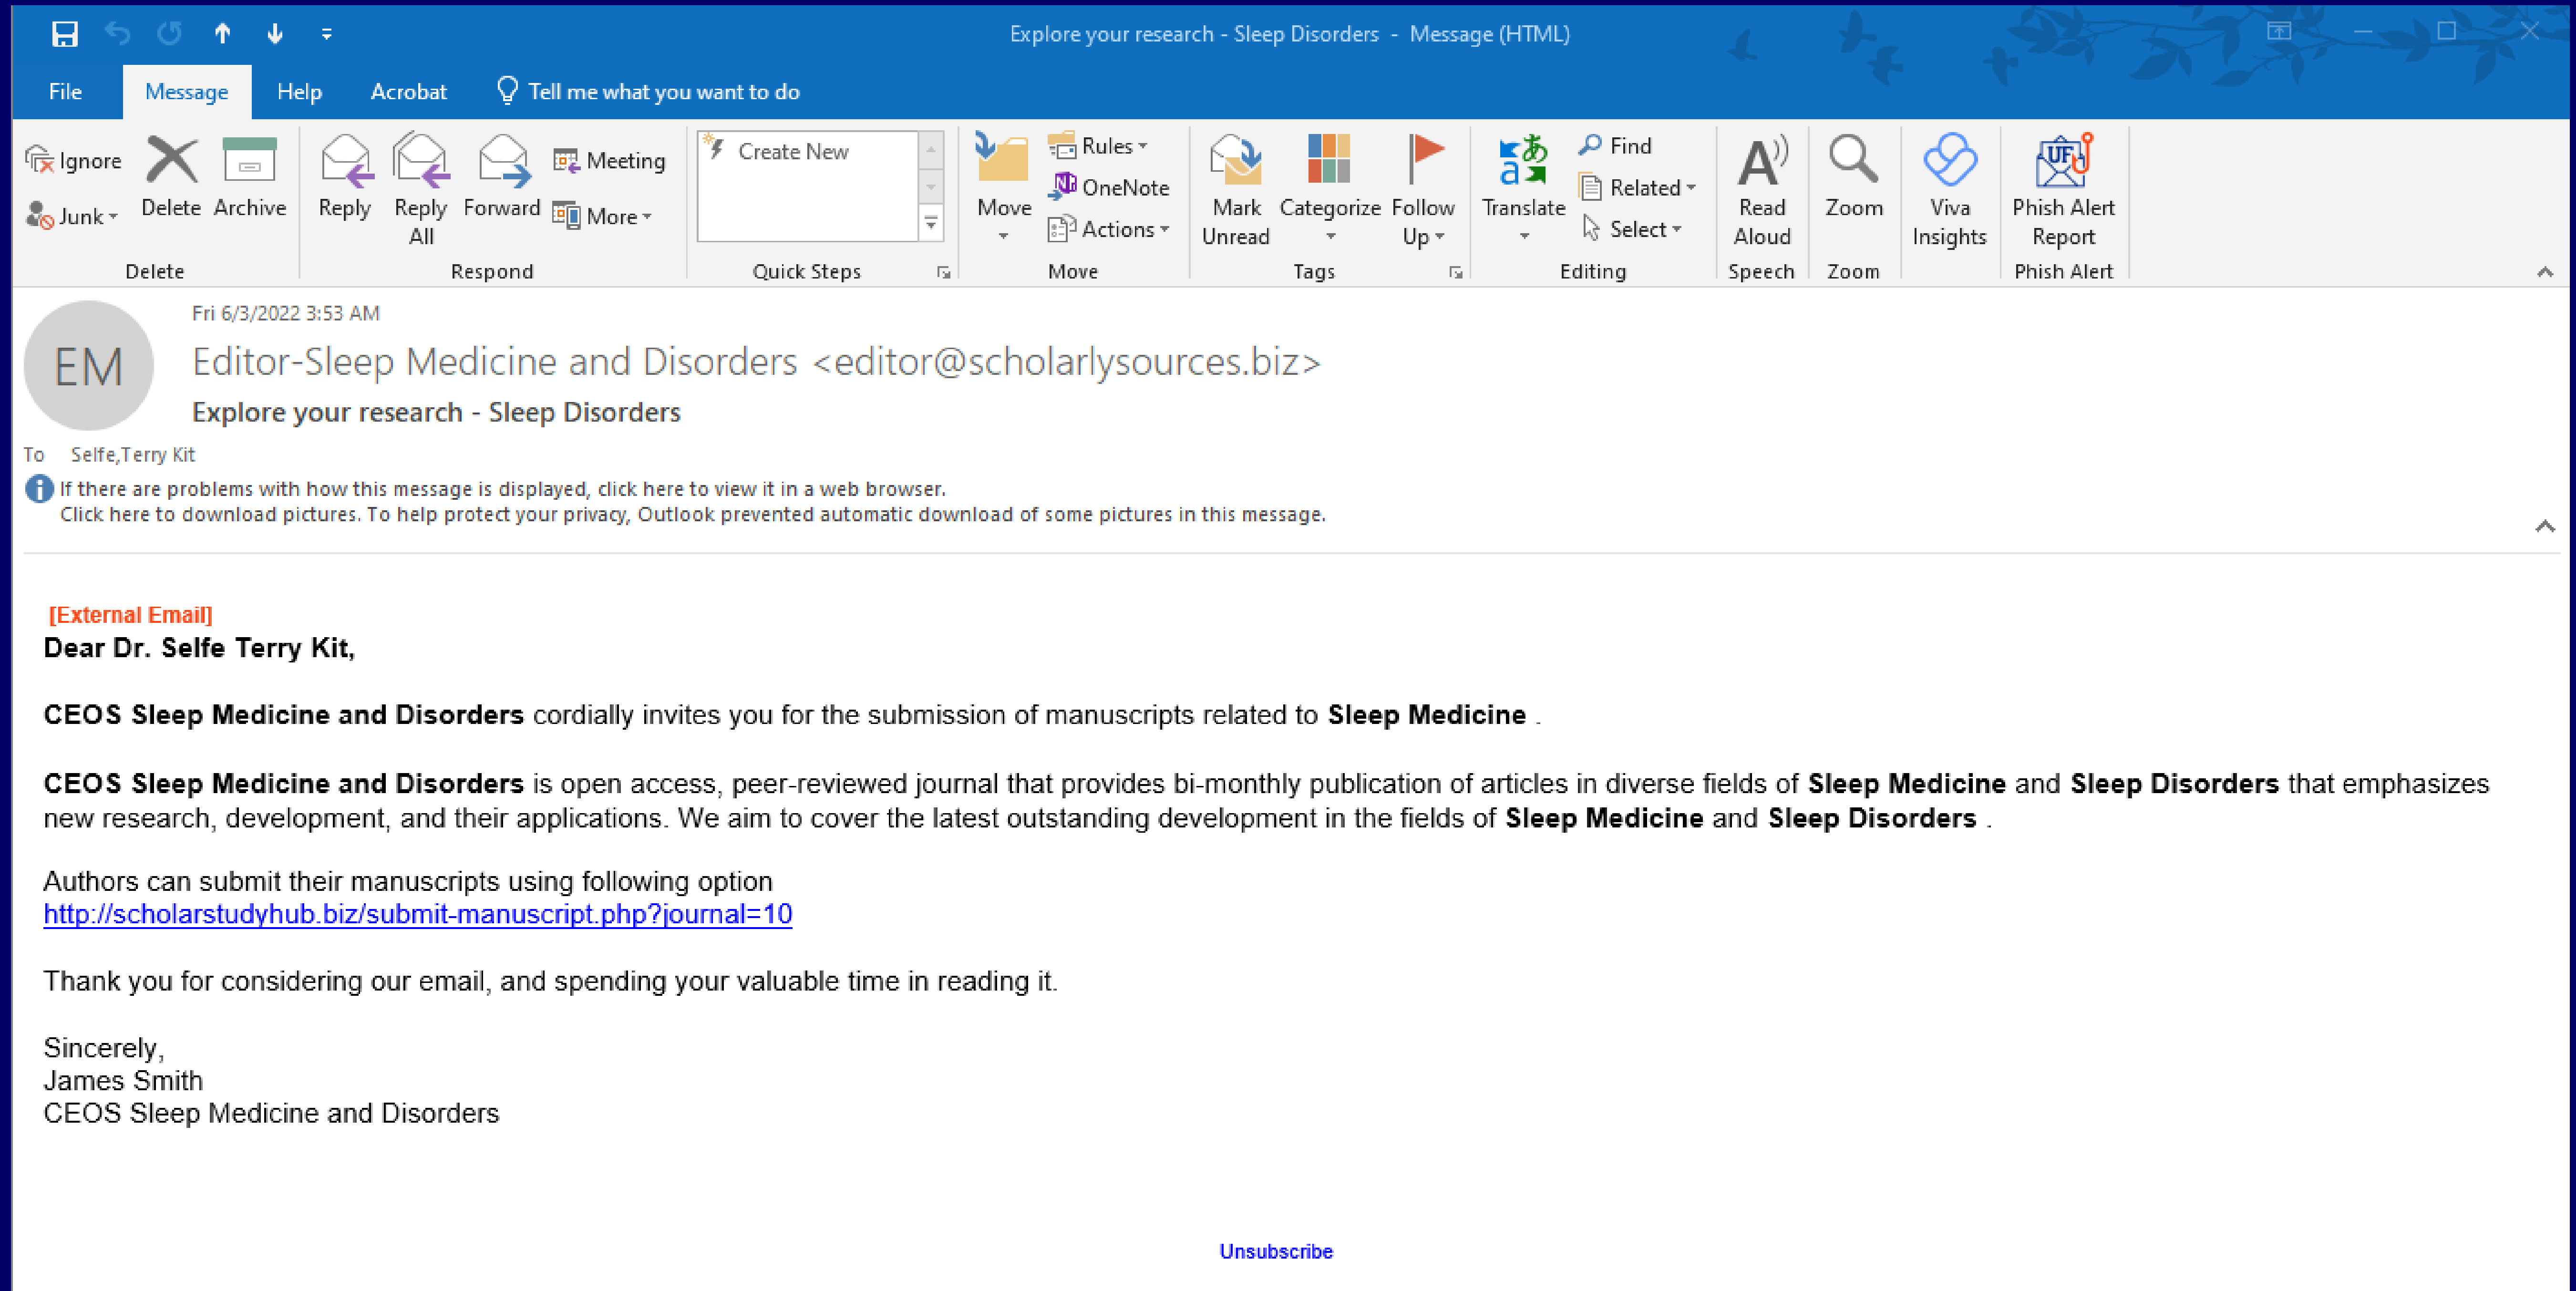 Explore your research - Sleep Disorders - Message (HTML)
File Message Help Acrobat Tell me what you want to do
Ignore
Junk
Delete
Archive
Delete
Reply
Reply All
Forward
Meeting
More
Respond
Create New
Quick Steps
Move
Rules
OneNote
Actions
Move
Mark Unread
Categorize
Follow Up
Tags
Translate
Find
Related
Select
Editing
Read Aloud
Speech
Zoom
Zoom
Viva Insights
UF
Phish Alert Report
Phish Alert
EM
Fri 6/3/2022 3:53 AM
Editor-Sleep Medicine and Disorders <editor@scholarlysources.biz>
Explore your research - Sleep Disorders
To Selfe,Terry Kit
If there are problems with how this message is displayed, click here to view it in a web browser.
Click here to download pictures. To help protect your privacy, Outlook prevented automatic download of some pictures in this message.
[External Email]
Dear Dr. Selfe Terry Kit,
CEOS Sleep Medicine and Disorders cordially invites you for the submission of manuscripts related to Sleep Medicine .
CEOS Sleep Medicine and Disorders is open access, peer-reviewed journal that provides bi-monthly publication of articles in diverse fields of Sleep Medicine and Sleep Disorders that emphasizes
new research, development, and their applications. We aim to cover the latest outstanding development in the fields of Sleep Medicine and Sleep Disorders .
Authors can submit their manuscripts using following option
http://scholarstudyhub.biz/submit-manuscript.php?journal=10
Thank you for considering our email, and spending your valuable time in reading it.
Sincerely,
James Smith
CEOS Sleep Medicine and Disorders
Unsubscribe